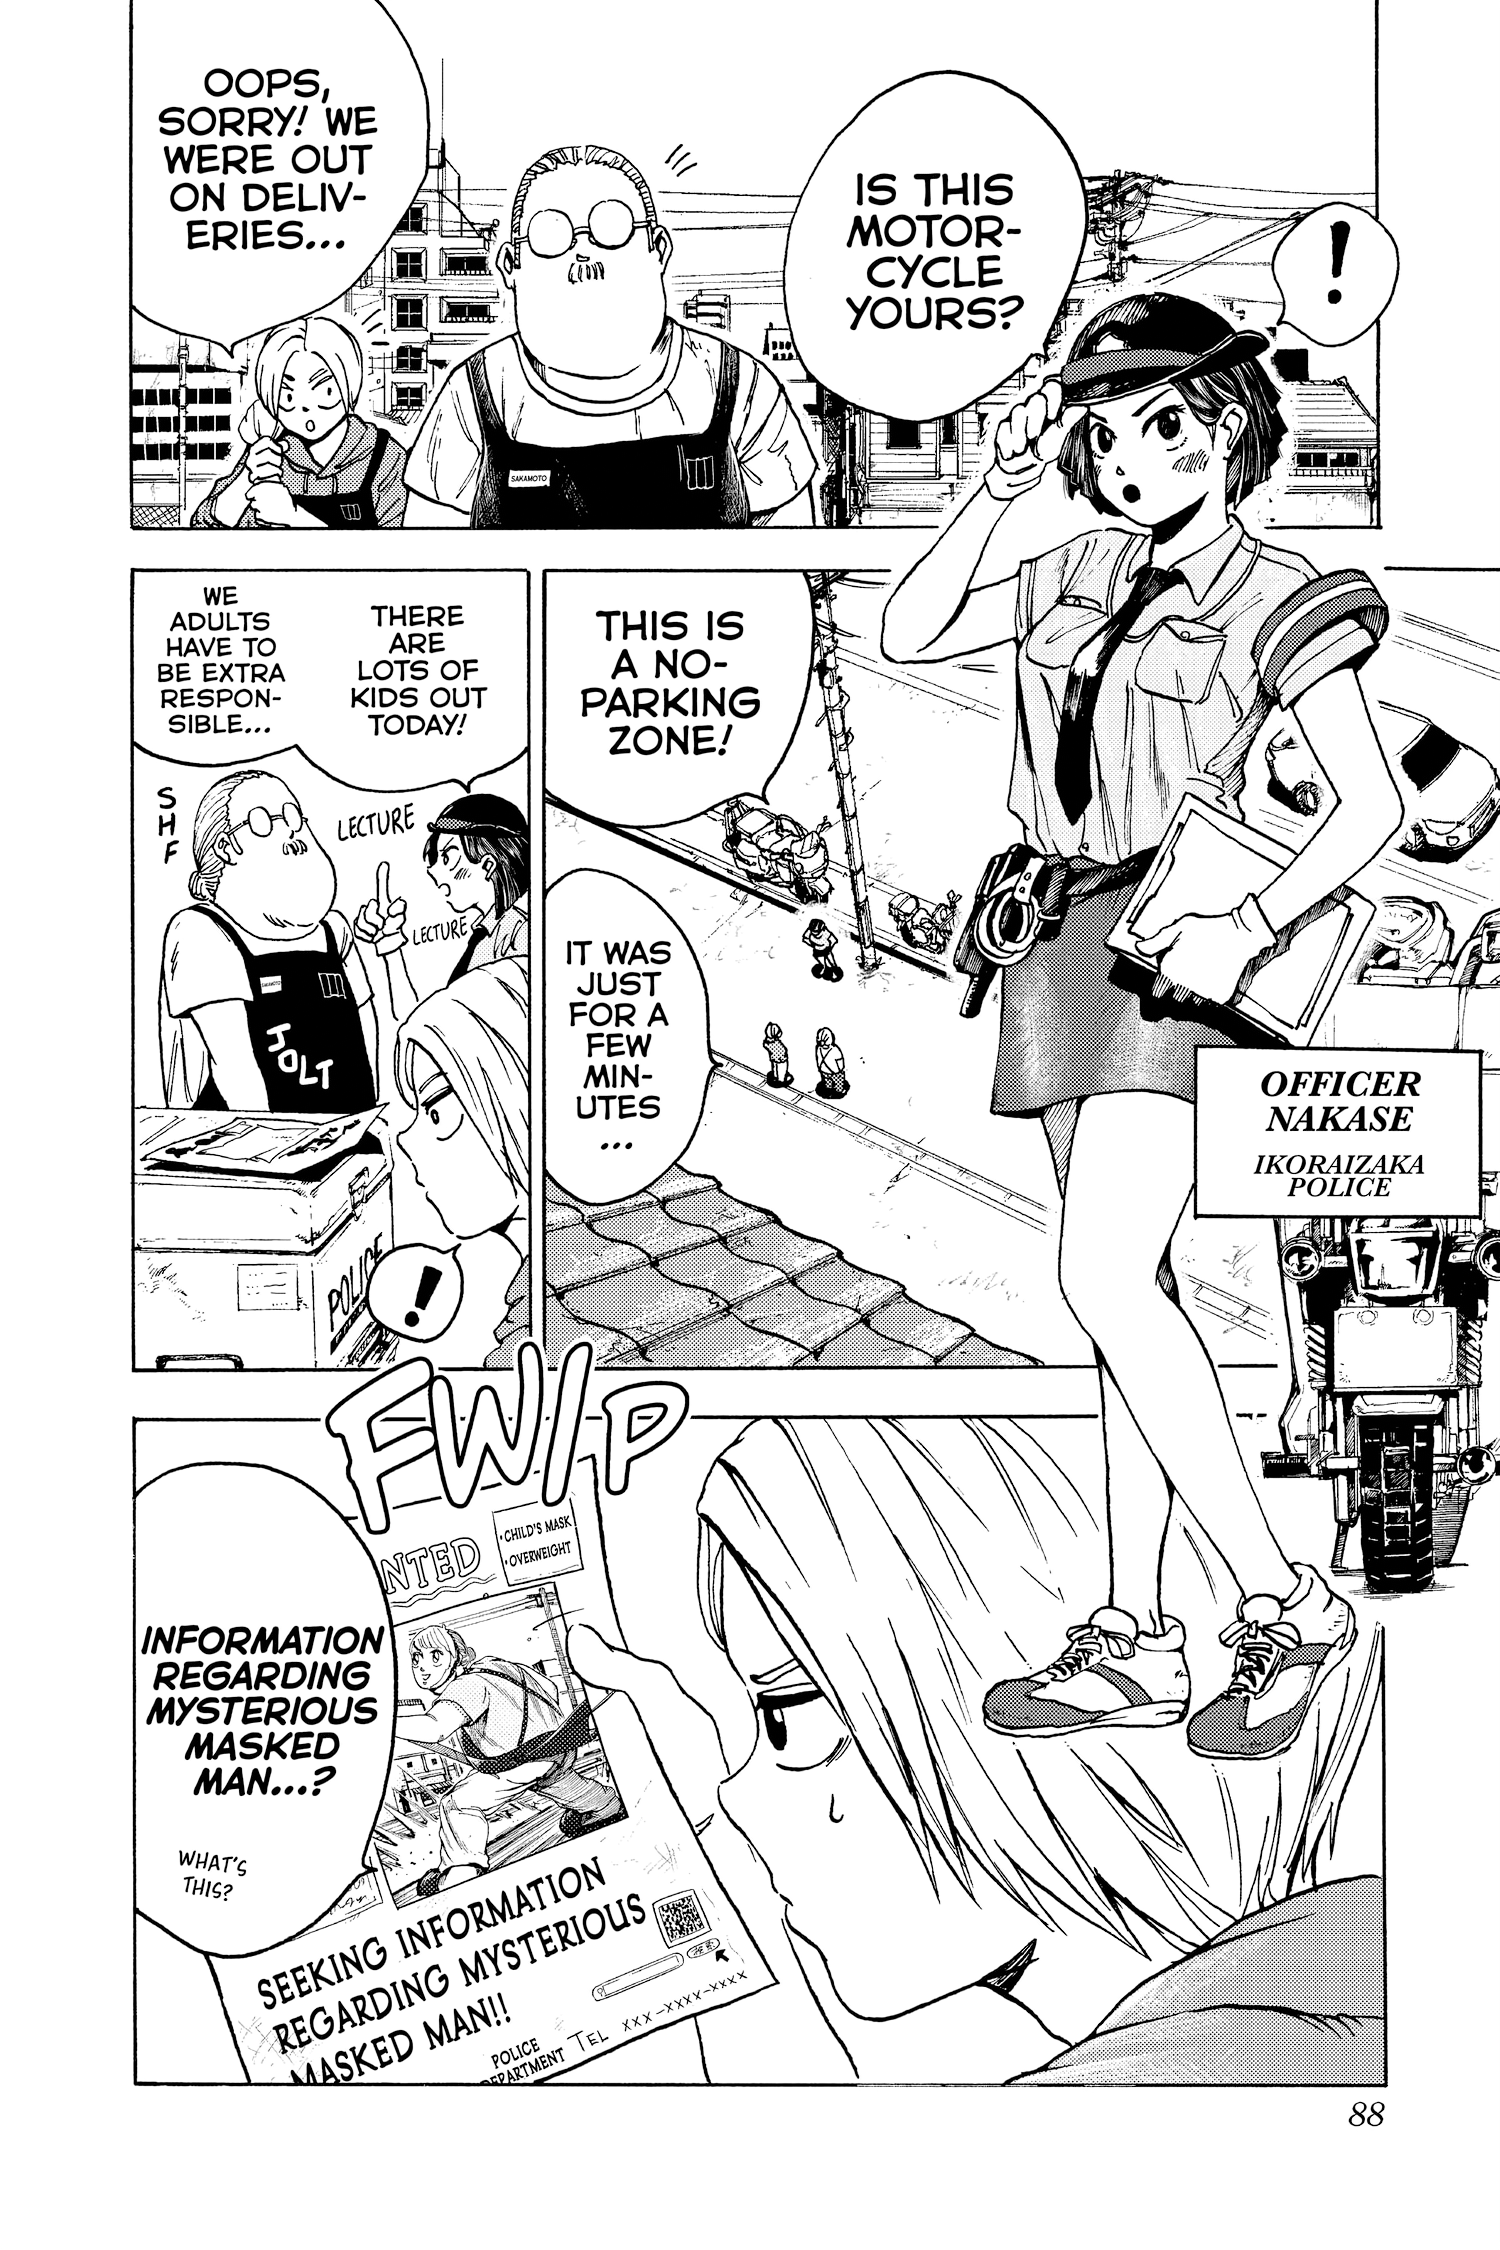 IS THIS
MOTOR-
CYCLE
YOURS?
!
OOPS,
SORRY! WE
WERE OUT
ON DELIV-
ERIES...
SAKAMOTO
OFFICER
NAKASE
IKORAIZAKA
POLICE
THIS IS
A NO-
PARKING
ZONE!
IT WAS
JUST
FOR A
FEW
MIN-
UTES
...
THERE
ARE
LOTS OF
KIDS OUT
TODAY!
WE
ADULTS
HAVE TO
BE EXTRA
RESPON-
SIBLE...
LECTURE
LECTURE
SHF
SAKAMOTO
JOLT
POLICE
!
FWIP
NTED
• CHILD'S MASK
• OVERWEIGHT
INFORMATION
REGARDING
MYSTERIOUS
MASKED
MAN...?
WHAT'S
THIS?
SEEKING INFORMATION
REGARDING MYSTERIOUS
MASKED MAN!!
POLICE
DEPARTMENT
TEL XXX-XXXX-XXXX
88